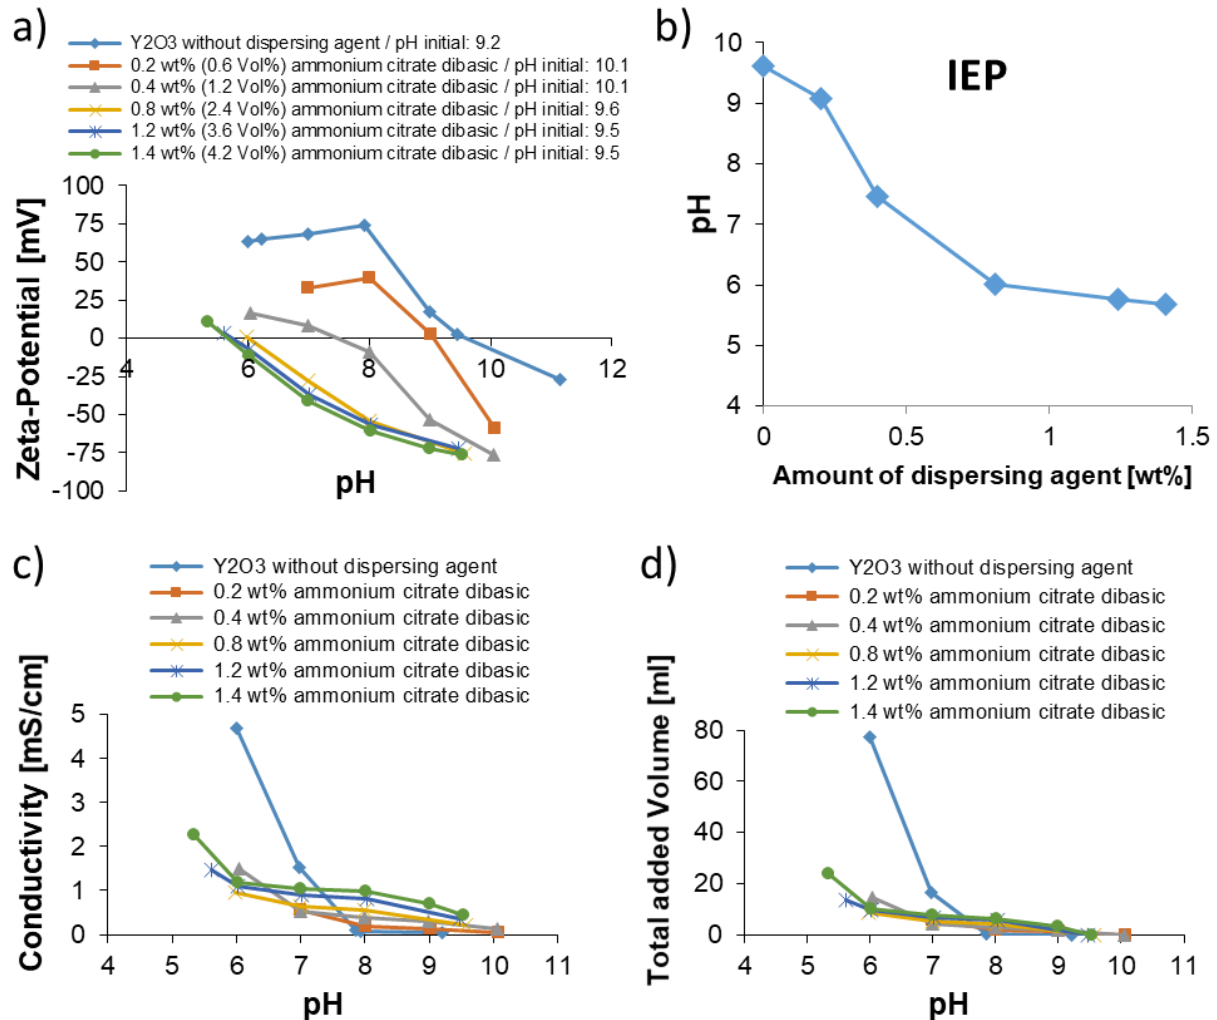 a)
Y2O3 without dispersing agent / pH initial: 9.2
0.2 wt% (0.6 Vol%) ammonium citrate dibasic / pH initial: 10.1
0.4 wt% (1.2 Vol%) ammonium citrate dibasic / pH initial: 10.1
0.8 wt% (2.4 Vol%) ammonium citrate dibasic / pH initial: 9.6
1.2 wt% (3.6 Vol%) ammonium citrate dibasic / pH initial: 9.5
1.4 wt% (4.2 Vol%) ammonium citrate dibasic / pH initial: 9.5
Zeta-Potential [mV]
100
75
50
25
0
-25
-50
-75
-100
4
6
8
10
12
pH
b)
IEP
pH
10
9
8
7
6
5
4
0
0.5
1
1.5
Amount of dispersing agent [wt%]
c)
Y2O3 without dispersing agent
0.2 wt% ammonium citrate dibasic
0.4 wt% ammonium citrate dibasic
0.8 wt% ammonium citrate dibasic
1.2 wt% ammonium citrate dibasic
1.4 wt% ammonium citrate dibasic
Conductivity [mS/cm]
5
4
3
2
1
0
4
5
6
7
8
9
10
11
pH
d)
Y2O3 without dispersing agent
0.2 wt% ammonium citrate dibasic
0.4 wt% ammonium citrate dibasic
0.8 wt% ammonium citrate dibasic
1.2 wt% ammonium citrate dibasic
1.4 wt% ammonium citrate dibasic
Total added Volume [ml]
80
60
40
20
0
4
5
6
7
8
9
10
11
pH